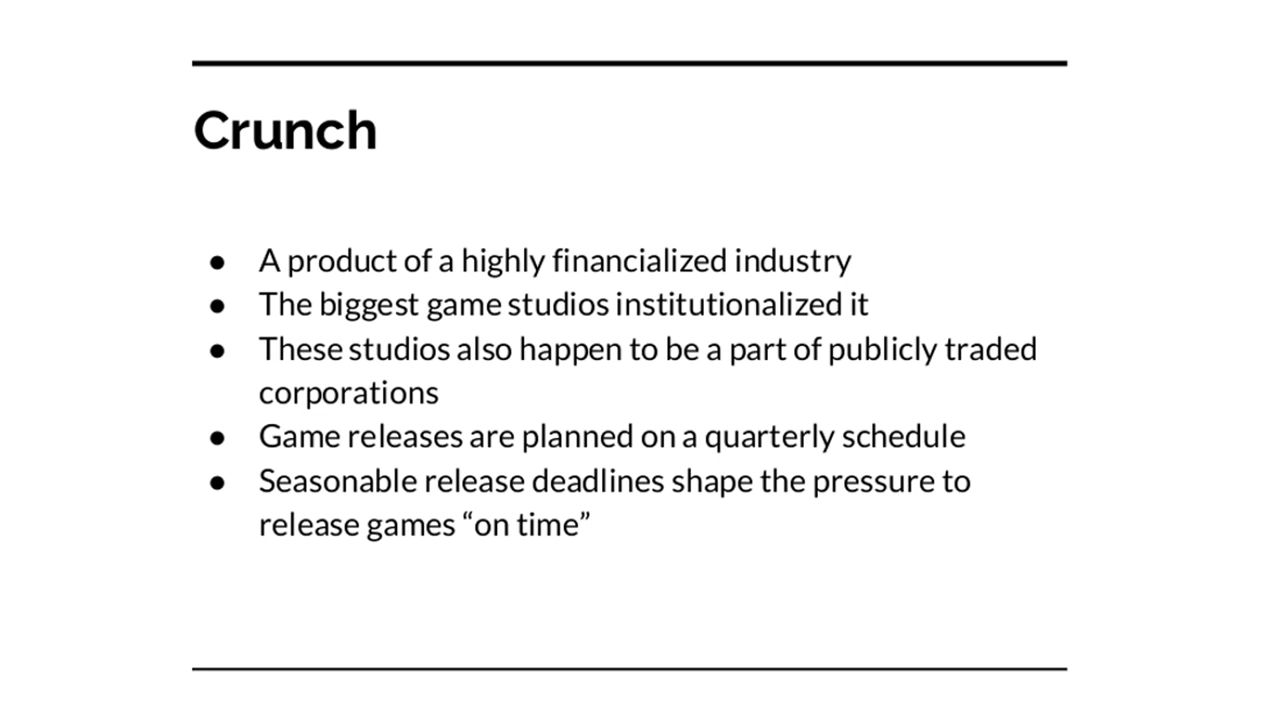 Crunch
● A product of a highly financialized industry
● The biggest game studios institutionalized it
● These studios also happen to be a part of publicly traded
corporations
● Game releases are planned on a quarterly schedule
● Seasonable release deadlines shape the pressure to
release games “on time”